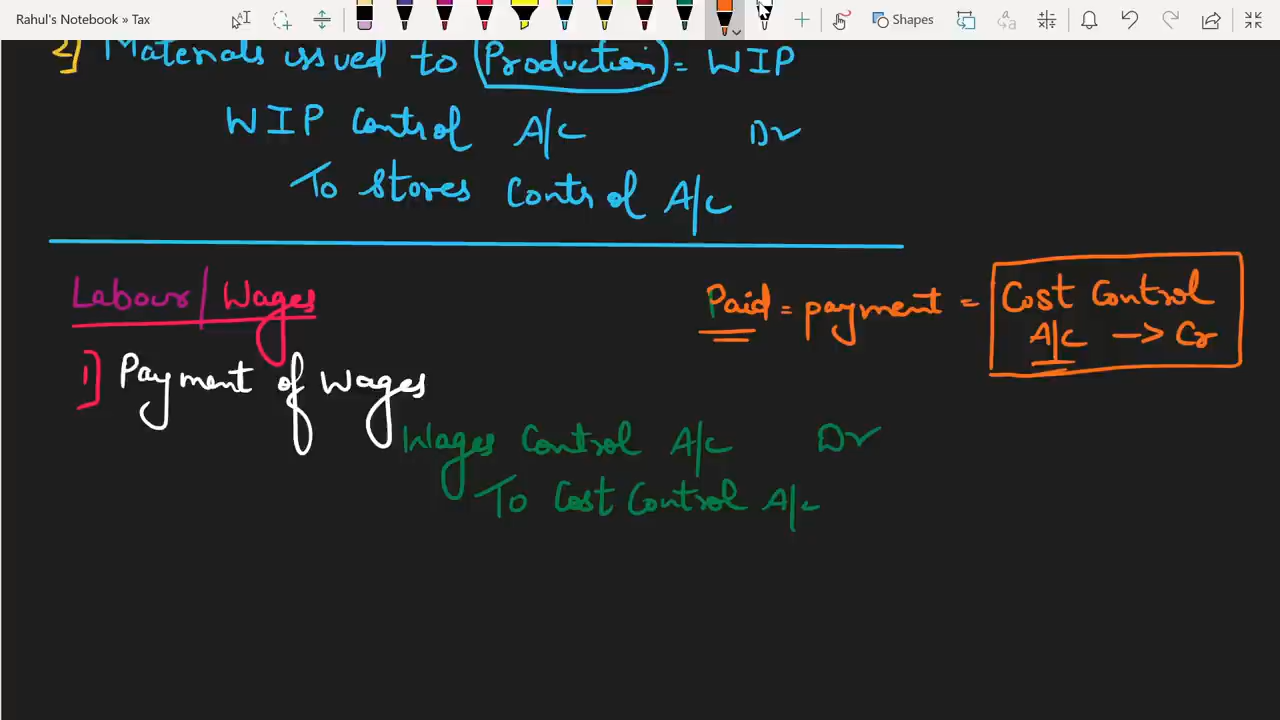 Rahul's Notebook » Tax
Shapes
2] Materials issued to (Production) = WIP
WIP Control A/c Dr
To Stores Control A/c
Labour/Wages
Paid = payment = Cost Control
A/c -> Cr
1] Payment of Wages
Wages Control A/c Dr
To Cost Control A/c